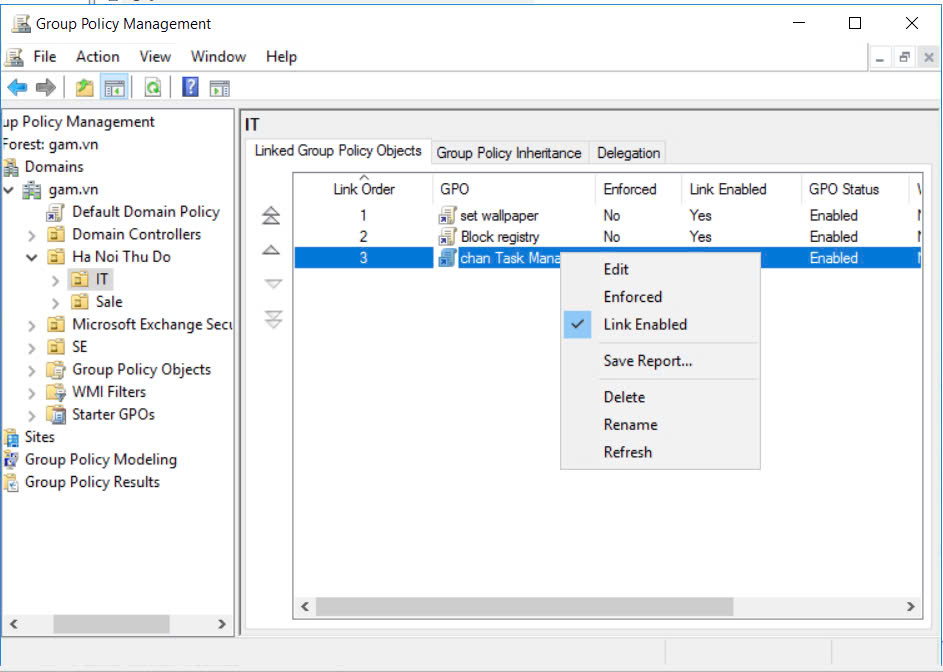 Group Policy Management
File Action View Window Help
up Policy Management
Forest: gam.vn
Domains
gam.vn
Default Domain Policy
Domain Controllers
Ha Noi Thu Do
IT
Sale
Microsoft Exchange Secu
SE
Group Policy Objects
WMI Filters
Starter GPOs
Sites
Group Policy Modeling
Group Policy Results
IT
Linked Group Policy Objects Group Policy Inheritance Delegation
Link Order GPO Enforced Link Enabled GPO Status
1 set wallpaper No Yes Enabled
2 Block registry No Yes Enabled
3 chan Task Mana Enabled
Edit
Enforced
Link Enabled
Save Report...
Delete
Rename
Refresh